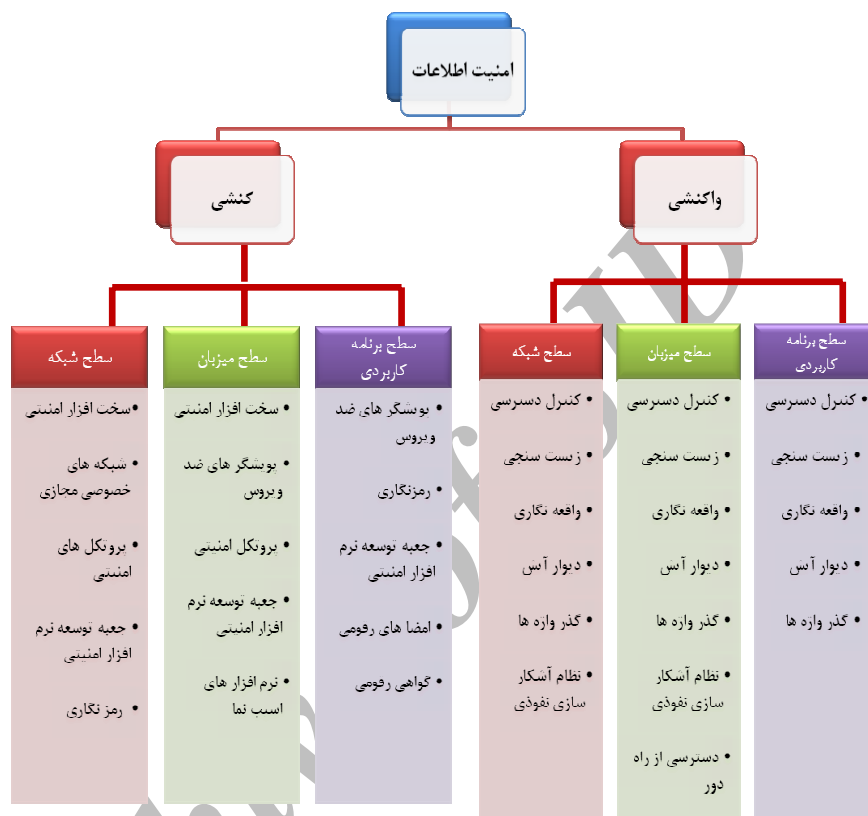 امنیت اطلاعات
واکنشی
کنشی
سطح برنامه
کاربردی
• کنترل دسترسی
• زیست سنجی
• واقعه نگاری
• دیوار آتش
• گذر واژه ها
سطح میزبان
• کنترل دسترسی
• زیست سنجی
• واقعه نگاری
• دیوار آتش
• گذر واژه ها
• نظام آشکار
سازی نفوذی
• دسترسی از راه
دور
سطح شبکه
• کنترل دسترسی
• زیست سنجی
• واقعه نگاری
• دیوار آتش
• گذر واژه ها
• نظام آشکار
سازی نفوذی
سطح برنامه
کاربردی
• پویشگر های ضد
ویروس
• رمزنگاری
• جعبه توسعه نرم
افزار امنیتی
• امضا های رقومی
• گواهی رقومی
سطح میزبان
• سخت افزار امنیتی
• پویشگر های ضد
ویروس
• پروتکل امنیتی
• جعبه توسعه نرم
افزار امنیتی
• نرم افزار های
اسیب نما
سطح شبکه
• سخت افزار امنیتی
• شبکه های
خصوصی مجازی
• پروتکل های
امنیتی
• جعبه توسعه نرم
افزار امنیتی
• رمز نگاری
of